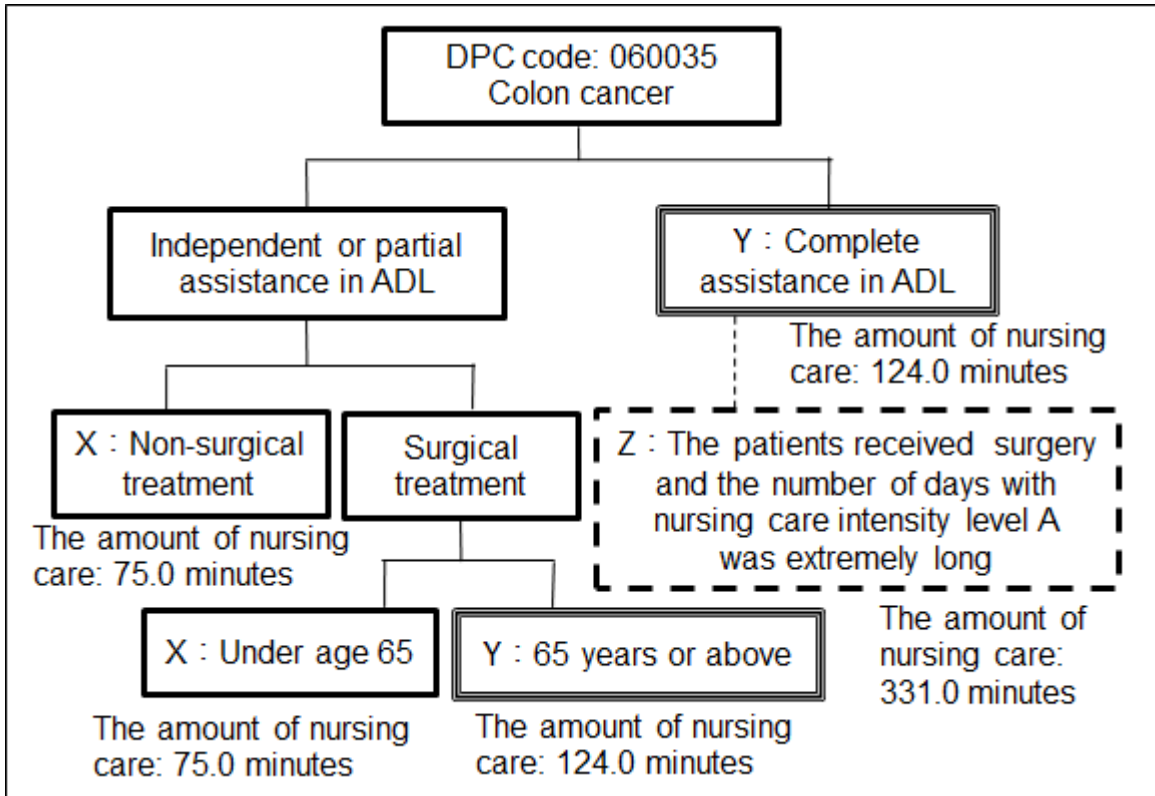 DPC code: 060035
Colon cancer
Independent or partial
assistance in ADL
Y：Complete
assistance in ADL
The amount of nursing
care: 124.0 minutes
X：Non-surgical
treatment
The amount of nursing
care: 75.0 minutes
Surgical
treatment
Z：The patients received surgery
and the number of days with
nursing care intensity level A
was extremely long
The amount of
nursing care:
331.0 minutes
X：Under age 65
The amount of nursing
care: 75.0 minutes
Y：65 years or above
The amount of nursing
care: 124.0 minutes